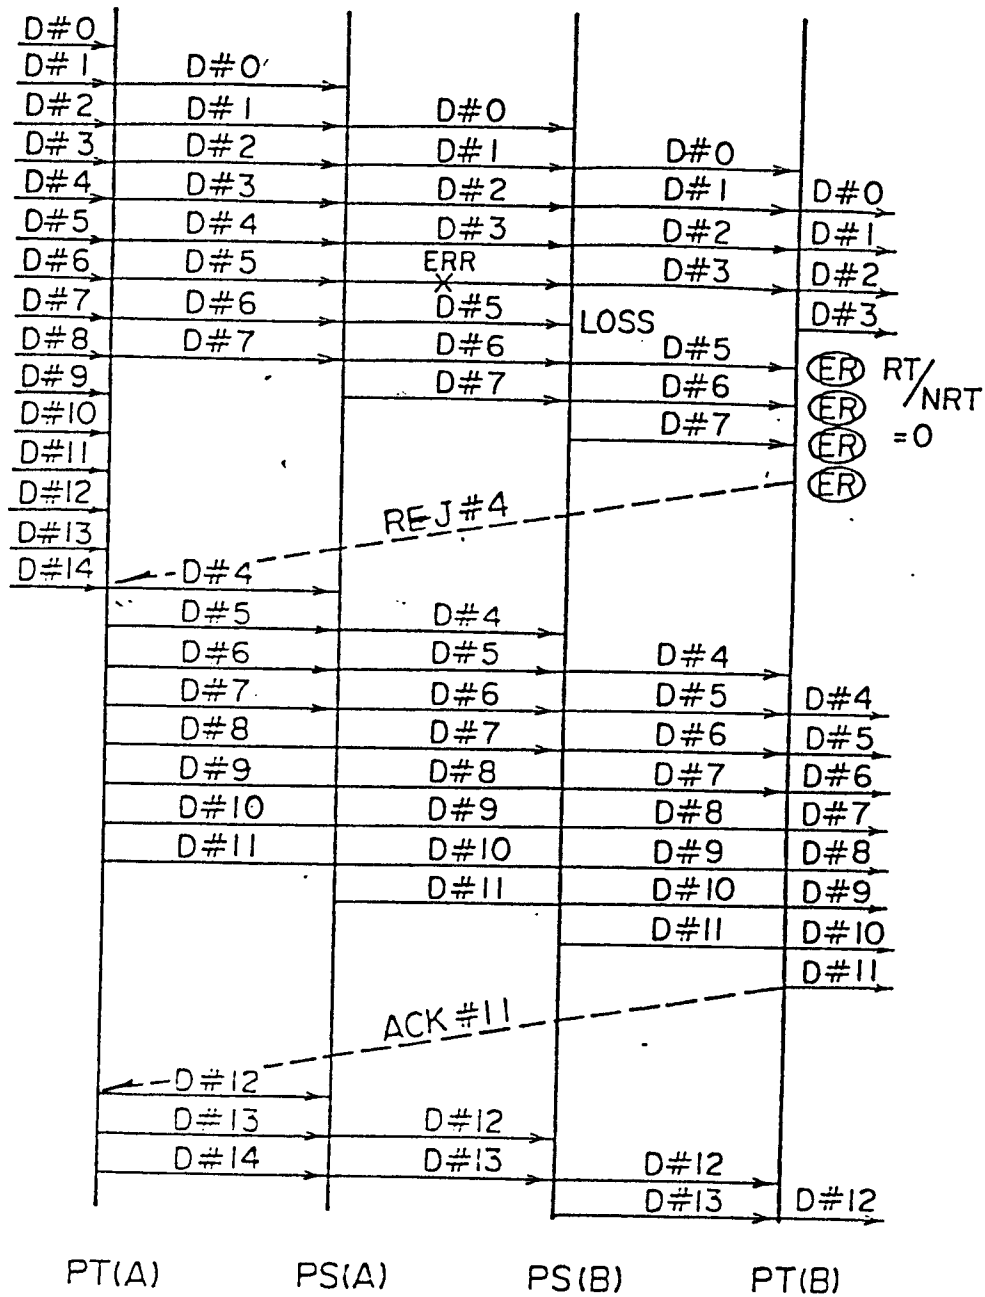 D#0
D#1 D#0
D#2 D#1 D#0
D#3 D#2 D#1 D#0
D#4 D#3 D#2 D#1 D#0
D#5 D#4 D#3 D#2 D#1
D#6 D#5 ERR D#3 D#2
D#7 D#6 D#5 LOSS D#3
D#8 D#7 D#6 D#5 ER RT/NRT=0
D#9 D#7 D#6 ER
D#10 D#7 ER
D#11 ER
D#12 REJ#4
D#13
D#14 D#4
D#5 D#4
D#6 D#5 D#4
D#7 D#6 D#5 D#4
D#8 D#7 D#6 D#5
D#9 D#8 D#7 D#6
D#10 D#9 D#8 D#7
D#11 D#10 D#9 D#8
D#11 D#10 D#9
D#11 D#10
D#11
ACK#11
D#12
D#13 D#12
D#14 D#13 D#12
D#13 D#12
PT(A) PS(A) PS(B) PT(B)